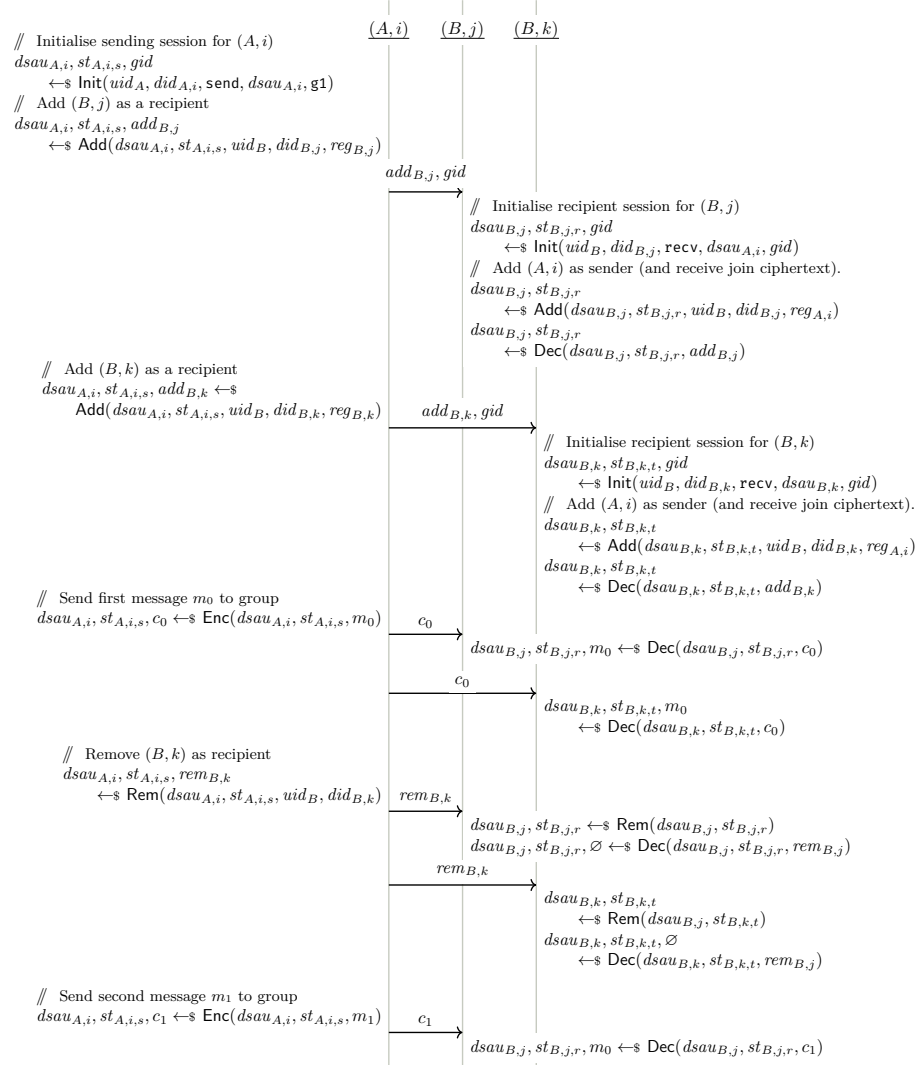 (A, i) (B, j) (B, k)
// Initialise sending session for (A, i)
dsau_{A,i}, st_{A,i,s}, gid
←$ Init(uid_A, did_{A,i}, send, dsau_{A,i}, g1)
// Add (B, j) as a recipient
dsau_{A,i}, st_{A,i,s}, add_{B,j}
←$ Add(dsau_{A,i}, st_{A,i,s}, uid_B, did_{B,j}, reg_{B,j})
add_{B,j}, gid
// Initialise recipient session for (B, j)
dsau_{B,j}, st_{B,j,r}, gid
←$ Init(uid_B, did_{B,j}, recv, dsau_{A,i}, gid)
// Add (A, i) as sender (and receive join ciphertext).
dsau_{B,j}, st_{B,j,r}
←$ Add(dsau_{B,j}, st_{B,j,r}, uid_B, did_{B,j}, reg_{A,i})
dsau_{B,j}, st_{B,j,r}
←$ Dec(dsau_{B,j}, st_{B,j,r}, add_{B,j})
// Add (B, k) as a recipient
dsau_{A,i}, st_{A,i,s}, add_{B,k} ←$
Add(dsau_{A,i}, st_{A,i,s}, uid_B, did_{B,k}, reg_{B,k})
add_{B,k}, gid
// Initialise recipient session for (B, k)
dsau_{B,k}, st_{B,k,t}, gid
←$ Init(uid_B, did_{B,k}, recv, dsau_{B,k}, gid)
// Add (A, i) as sender (and receive join ciphertext).
dsau_{B,k}, st_{B,k,t}
←$ Add(dsau_{B,k}, st_{B,k,t}, uid_B, did_{B,k}, reg_{A,i})
dsau_{B,k}, st_{B,k,t}
←$ Dec(dsau_{B,k}, st_{B,k,t}, add_{B,k})
// Send first message m_0 to group
dsau_{A,i}, st_{A,i,s}, c_0 ←$ Enc(dsau_{A,i}, st_{A,i,s}, m_0)
c_0
dsau_{B,j}, st_{B,j,r}, m_0 ←$ Dec(dsau_{B,j}, st_{B,j,r}, c_0)
c_0
dsau_{B,k}, st_{B,k,t}, m_0
←$ Dec(dsau_{B,k}, st_{B,k,t}, c_0)
// Remove (B, k) as recipient
dsau_{A,i}, st_{A,i,s}, rem_{B,k}
←$ Rem(dsau_{A,i}, st_{A,i,s}, uid_B, did_{B,k})
rem_{B,k}
dsau_{B,j}, st_{B,j,r} ←$ Rem(dsau_{B,j}, st_{B,j,r})
dsau_{B,j}, st_{B,j,r}, ∅ ←$ Dec(dsau_{B,j}, st_{B,j,r}, rem_{B,j})
rem_{B,k}
dsau_{B,k}, st_{B,k,t}
←$ Rem(dsau_{B,j}, st_{B,k,t})
dsau_{B,k}, st_{B,k,t}, ∅
←$ Dec(dsau_{B,k}, st_{B,k,t}, rem_{B,j})
// Send second message m_1 to group
dsau_{A,i}, st_{A,i,s}, c_1 ←$ Enc(dsau_{A,i}, st_{A,i,s}, m_1)
c_1
dsau_{B,j}, st_{B,j,r}, m_0 ←$ Dec(dsau_{B,j}, st_{B,j,r}, c_1)